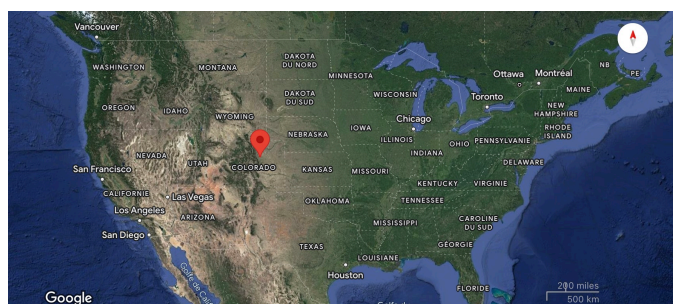 Vancouver
WASHINGTON
MONTANA
DAKOTA
DU NORD
MINNESOTA
Ottawa
Montréal
NB
PE
MAINE
OREGON
IDAHO
WYOMING
DAKOTA
DU SUD
WISCONSIN
Toronto
NEW
HAMPSHIRE
RHODE
ISLAND
NEBRASKA
IOWA
Chicago
ILLINOIS
INDIANA
OHIO
PENNSYLVANIE
DELAWARE
NEVADA
UTAH
COLORADO
KANSAS
MISSOURI
KENTUCKY
VIRGINIE
San Francisco
CALIFORNIE
Las Vegas
Los Angeles
ARIZONA
OKLAHOMA
TENNESSEE
MISSISSIPPI
CAROLINE
DU SUD
San Diego
TEXAS
LOUISIANE
GÉORGIE
Houston
FLORIDE
Golfe de Cali
Google
200 miles
500 km